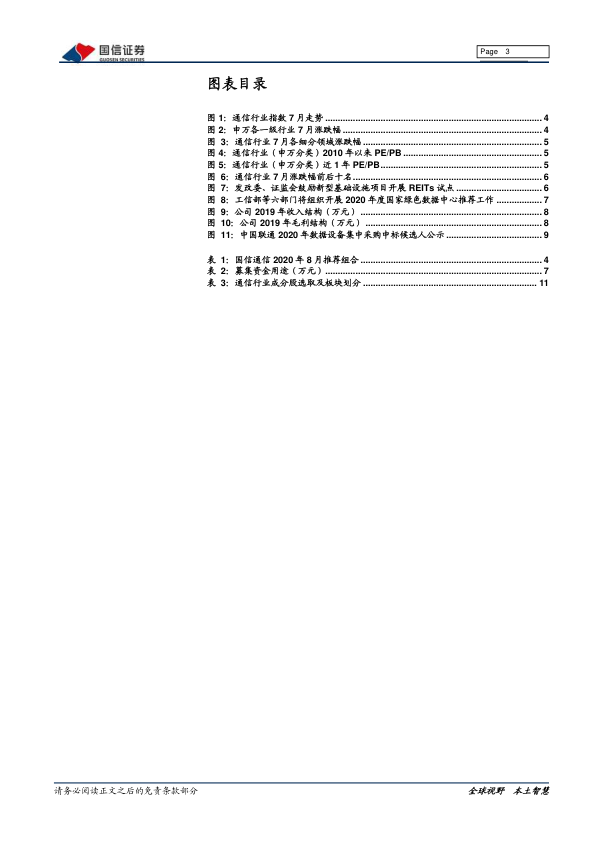 国信证券
GUOSEN SECURITIES
Page 3
图表目录
图 1：通信行业指数 7 月走势 ........................................................................ 4
图 2：申万各一级行业 7 月涨跌幅 ................................................................... 4
图 3：通信行业 7 月各细分领域涨跌幅 ............................................................ 5
图 4：通信行业（申万分类）2010 年以来 PE/PB .............................................. 5
图 5：通信行业（申万分类）近 1 年 PE/PB ...................................................... 5
图 6：通信行业 7 月涨跌幅前后十名 ............................................................... 6
图 7：发改委、证监会鼓励新型基础设施项目开展 REITs 试点 ............................ 6
图 8：工信部等六部门将组织开展 2020 年度国家绿色数据中心推荐工作 ................ 7
图 9：公司 2019 年收入结构（万元） ............................................................. 8
图 10：公司 2019 年毛利结构（万元） ............................................................ 8
图 11：中国联通 2020 年数据设备集中采购中标候选人公示 ................................ 9
表 1：国信通信 2020 年 8 月推荐组合 ............................................................. 4
表 2：募集资金用途（万元） ......................................................................... 7
表 3：通信行业成分股选取及板块划分 ........................................................... 11
请务必阅读正文之后的免责条款部分
全球视野 本土智慧